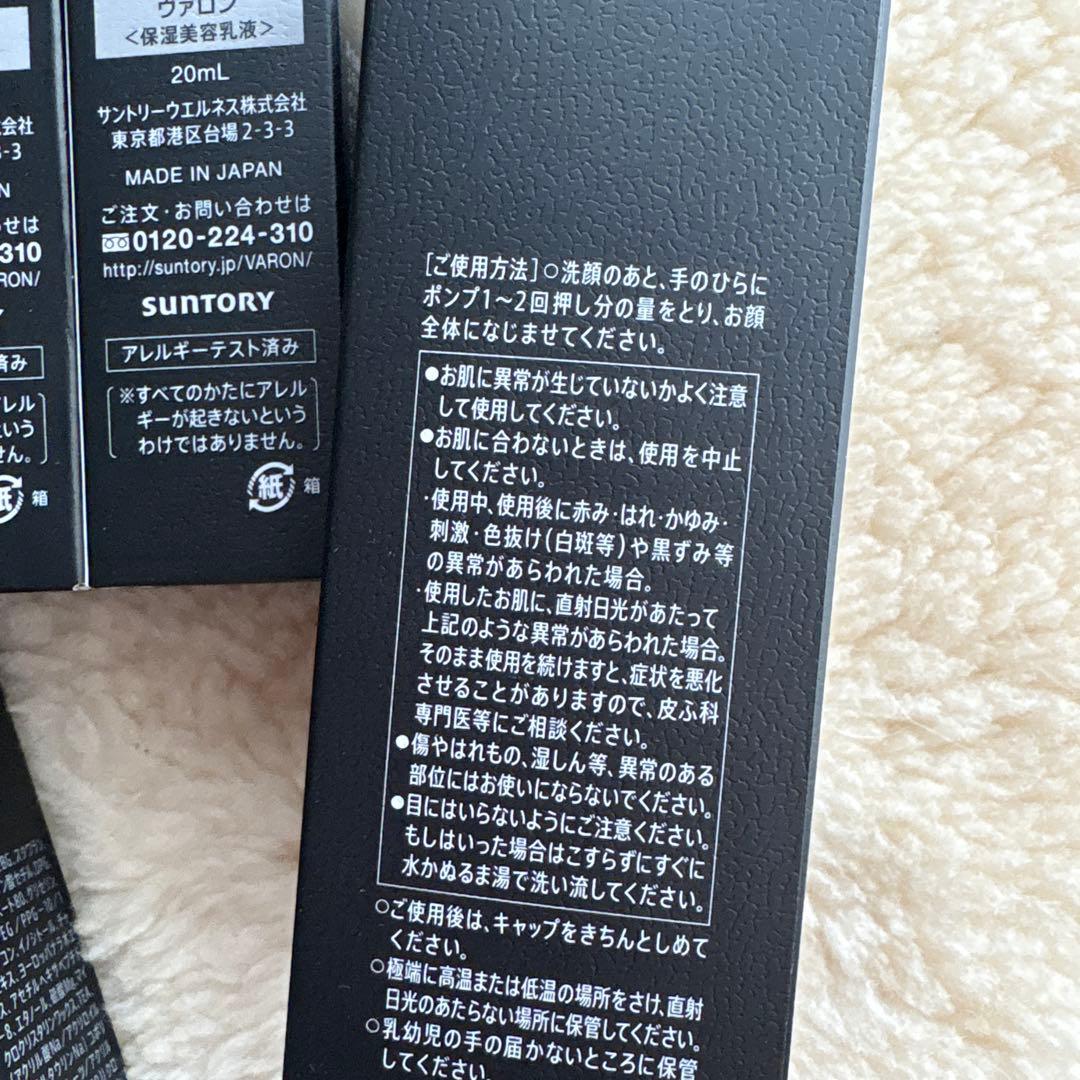 ヴァロン
<保湿美容乳液>
20mL
サントリーウエルネス株式会社
東京都港区台場2-3-3
MADE IN JAPAN
ご注文・お問い合わせは
0120-224-310
http://suntory.jp/VARON/
SUNTORY
アレルギーテスト済み
※すべてのかたにアレル
ギーが起きないという
わけではありません。
紙 箱
会社
3-3
N
せは
310
RON/
済み
レル
いう
せん。
紙 箱
[ご使用方法]○洗顔のあと、手のひらに
ポンプ1〜2回押し分の量をとり、お顔
全体になじませてください。
●お肌に異常が生じていないかよく注意
して使用してください。
●お肌に合わないときは、使用を中止
してください。
・使用中、使用後に赤み・はれ・かゆみ・
刺激・色抜け(白斑等)や黒ずみ等
の異常があらわれた場合。
・使用したお肌に、直射日光があたって
上記のような異常があらわれた場合。
そのまま使用を続けますと、症状を悪化
させることがありますので、皮ふ科
専門医等にご相談ください。
●傷やはれもの、湿しん等、異常のある
部位にはお使いにならないでください。
●目にはいらないようにご注意ください。
もしはいった場合はこすらずにすぐに
水かぬるま湯で洗い流してください。
○ご使用後は、キャップをきちんとしめて
ください。
○極端に高温または低温の場所をさけ、直射
日光のあたらない場所に保管してください。
○乳幼児の手の届かないところに保管
してください。